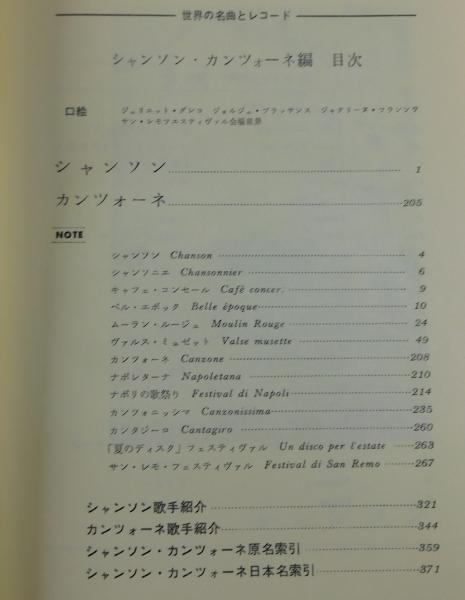 世界の名曲とレコード
シャンソン・カンツォーネ編　目次
口絵　ジュリエット・グレコ　ジョルジュ・ブラッサンス　ジャクリーヌ・フランソワ
サン・レモフェスティヴァル会場風景
シャンソン 1
カンツォーネ 205
NOTE
シャンソン　Chanson 4
シャンソニエ　Chansonnier 6
キャフェ・コンセール　Café concer. 9
ベル・エポック　Belle époque 10
ムーラン・ルージュ　Moulin Rouge 24
ヴァルス・ミュゼット　Valse musette 49
カンツォーネ　Canzone 208
ナポレターナ　Napoletana 210
ナポリの歌祭り　Festival di Napoli 214
カンツォニッシマ　Canzonissima 235
カンタジーロ　Cantagiro 260
「夏のディスク」フェスティヴァル　Un disco per l'estate 263
サン・レモ・フェスティヴァル　Festival di San Remo 267
シャンソン歌手紹介 321
カンツォーネ歌手紹介 344
シャンソン・カンツォーネ原名索引 359
シャンソン・カンツォーネ日本名索引 371